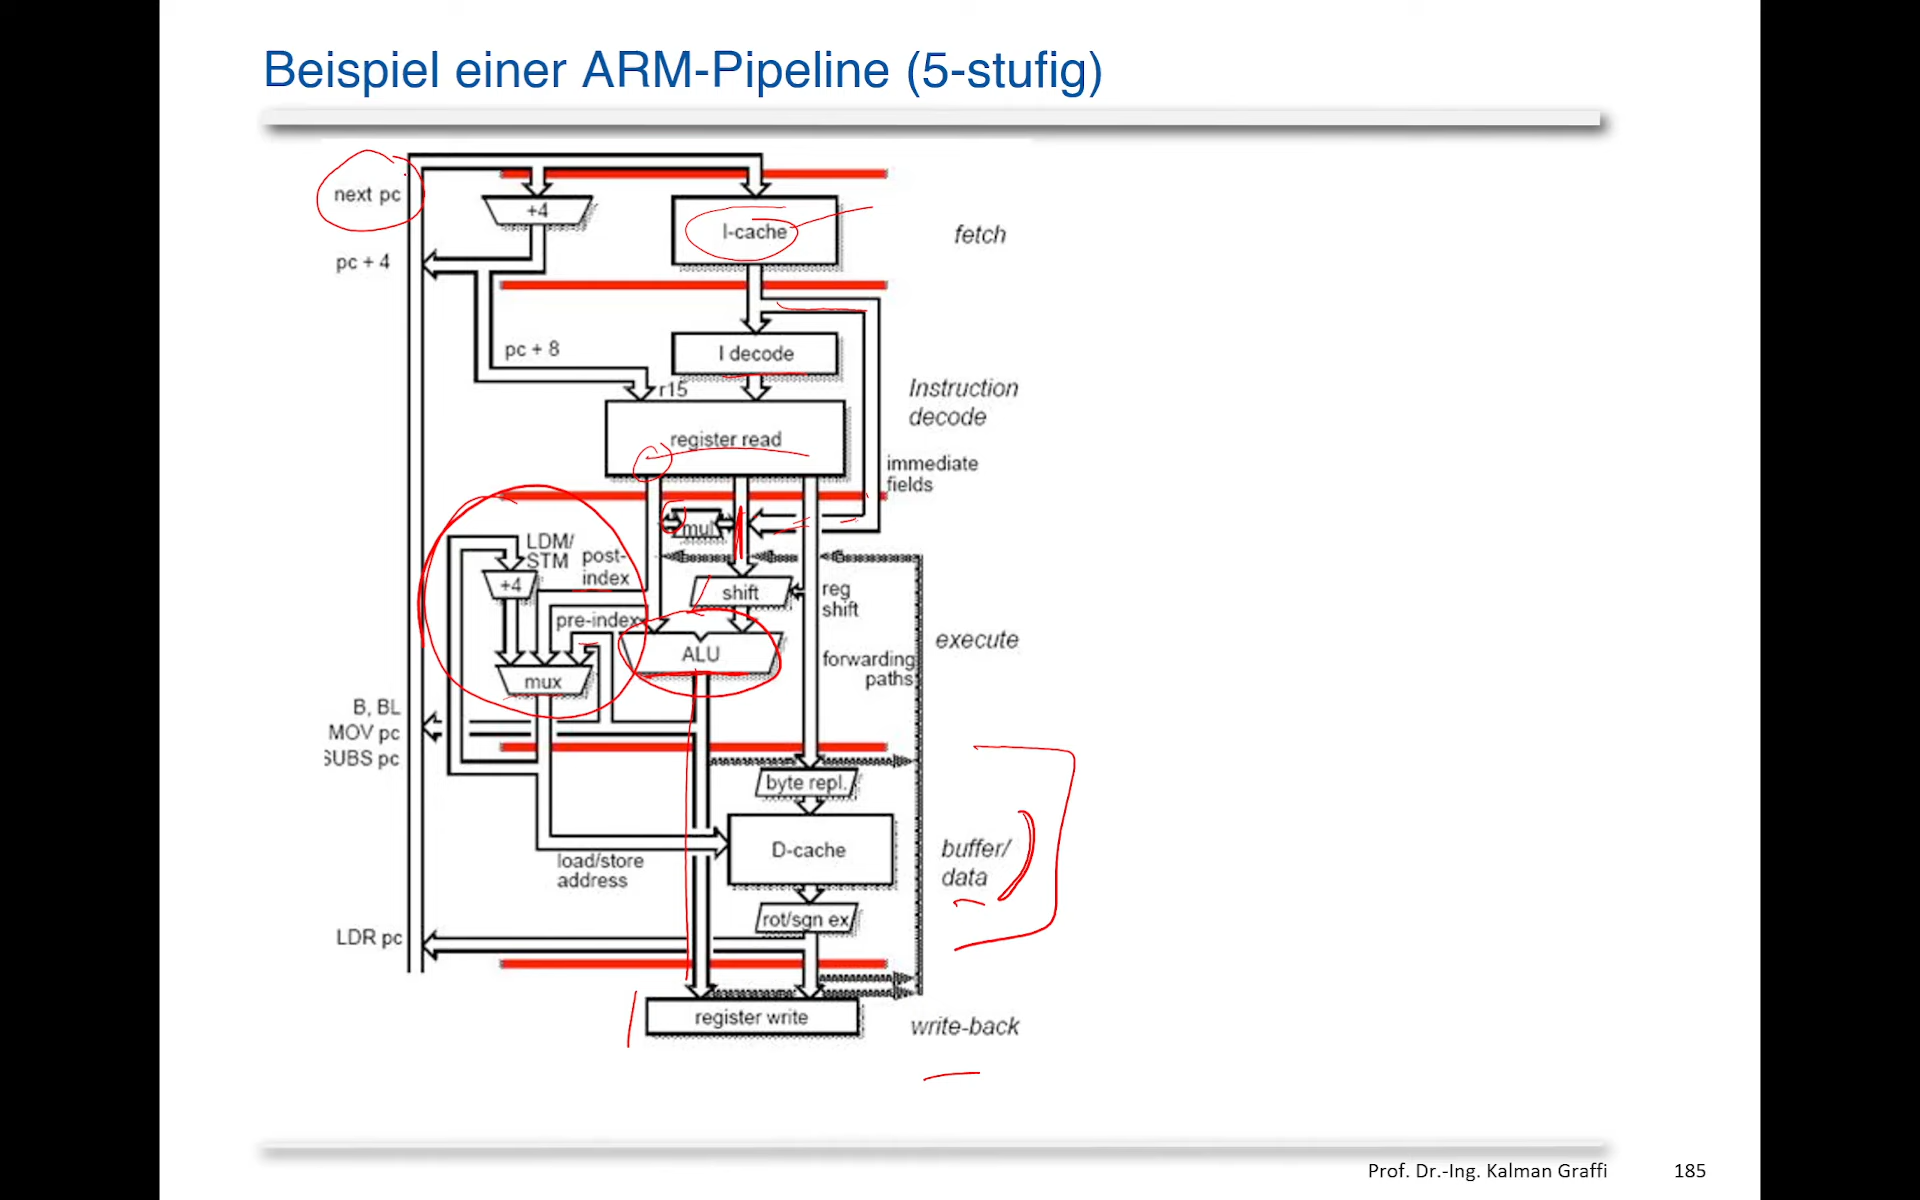 Beispiel einer ARM-Pipeline (5-stufig)
next pc
+4
I-cache
fetch
pc + 4
I decode
pc + 8
r15
Instruction
decode
register read
immediate
fields
mul
LDM/
STM
post-
index
+4
shift
reg
shift
pre-index
execute
ALU
forwarding
paths
mux
B, BL
MOV pc
SUBS pc
byte repl.
D-cache
buffer/
data
load/store
address
rot/sgn ex
LDR pc
register write
write-back
Prof. Dr.-Ing. Kalman Graffi
185